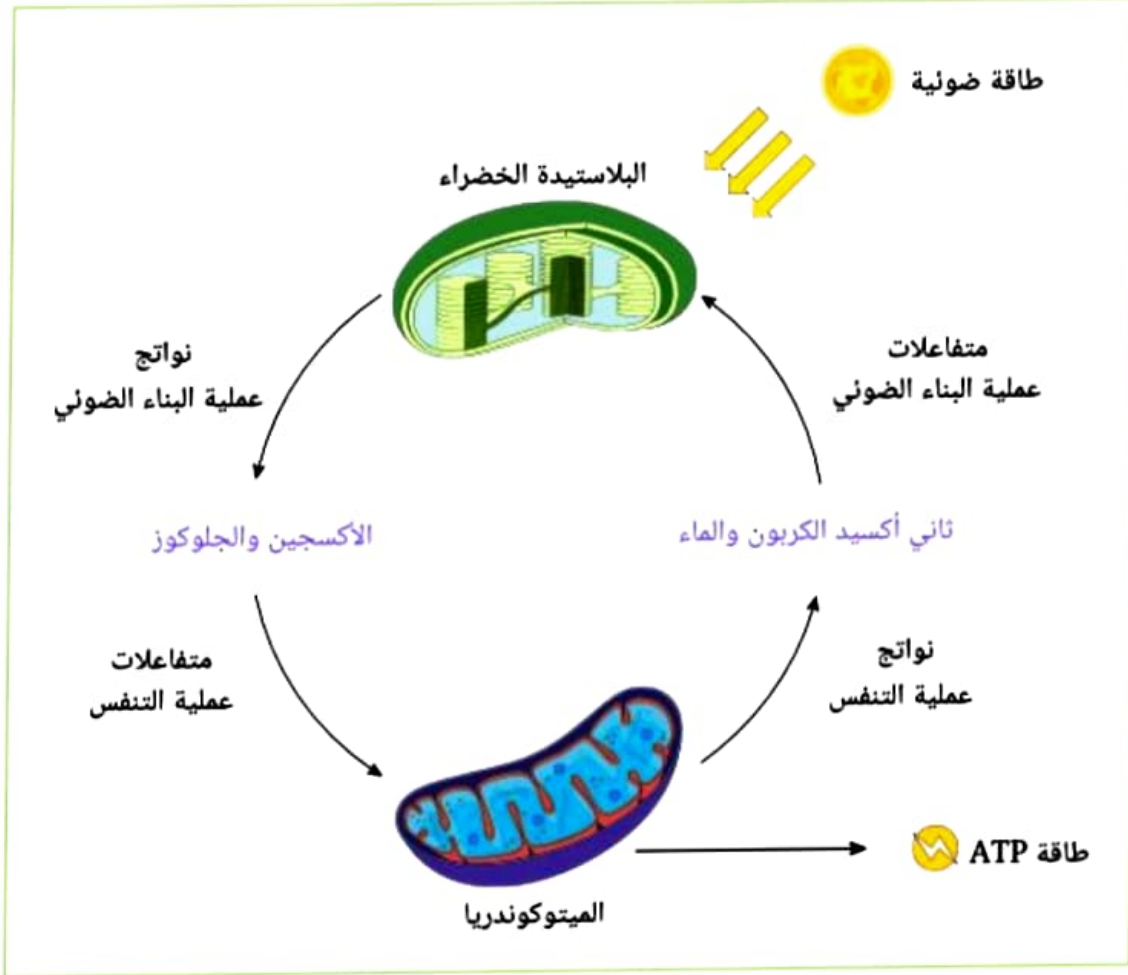 طاقة ضوئية
البلاستيدة الخضراء
متفاعلات
عملية البناء الضوئي
نواتج
عملية البناء الضوئي
ثاني أكسيد الكربون والماء
الأكسجين والجلوكوز
نواتج
عملية التنفس
متفاعلات
عملية التنفس
طاقة ATP
الميتوكوندريا